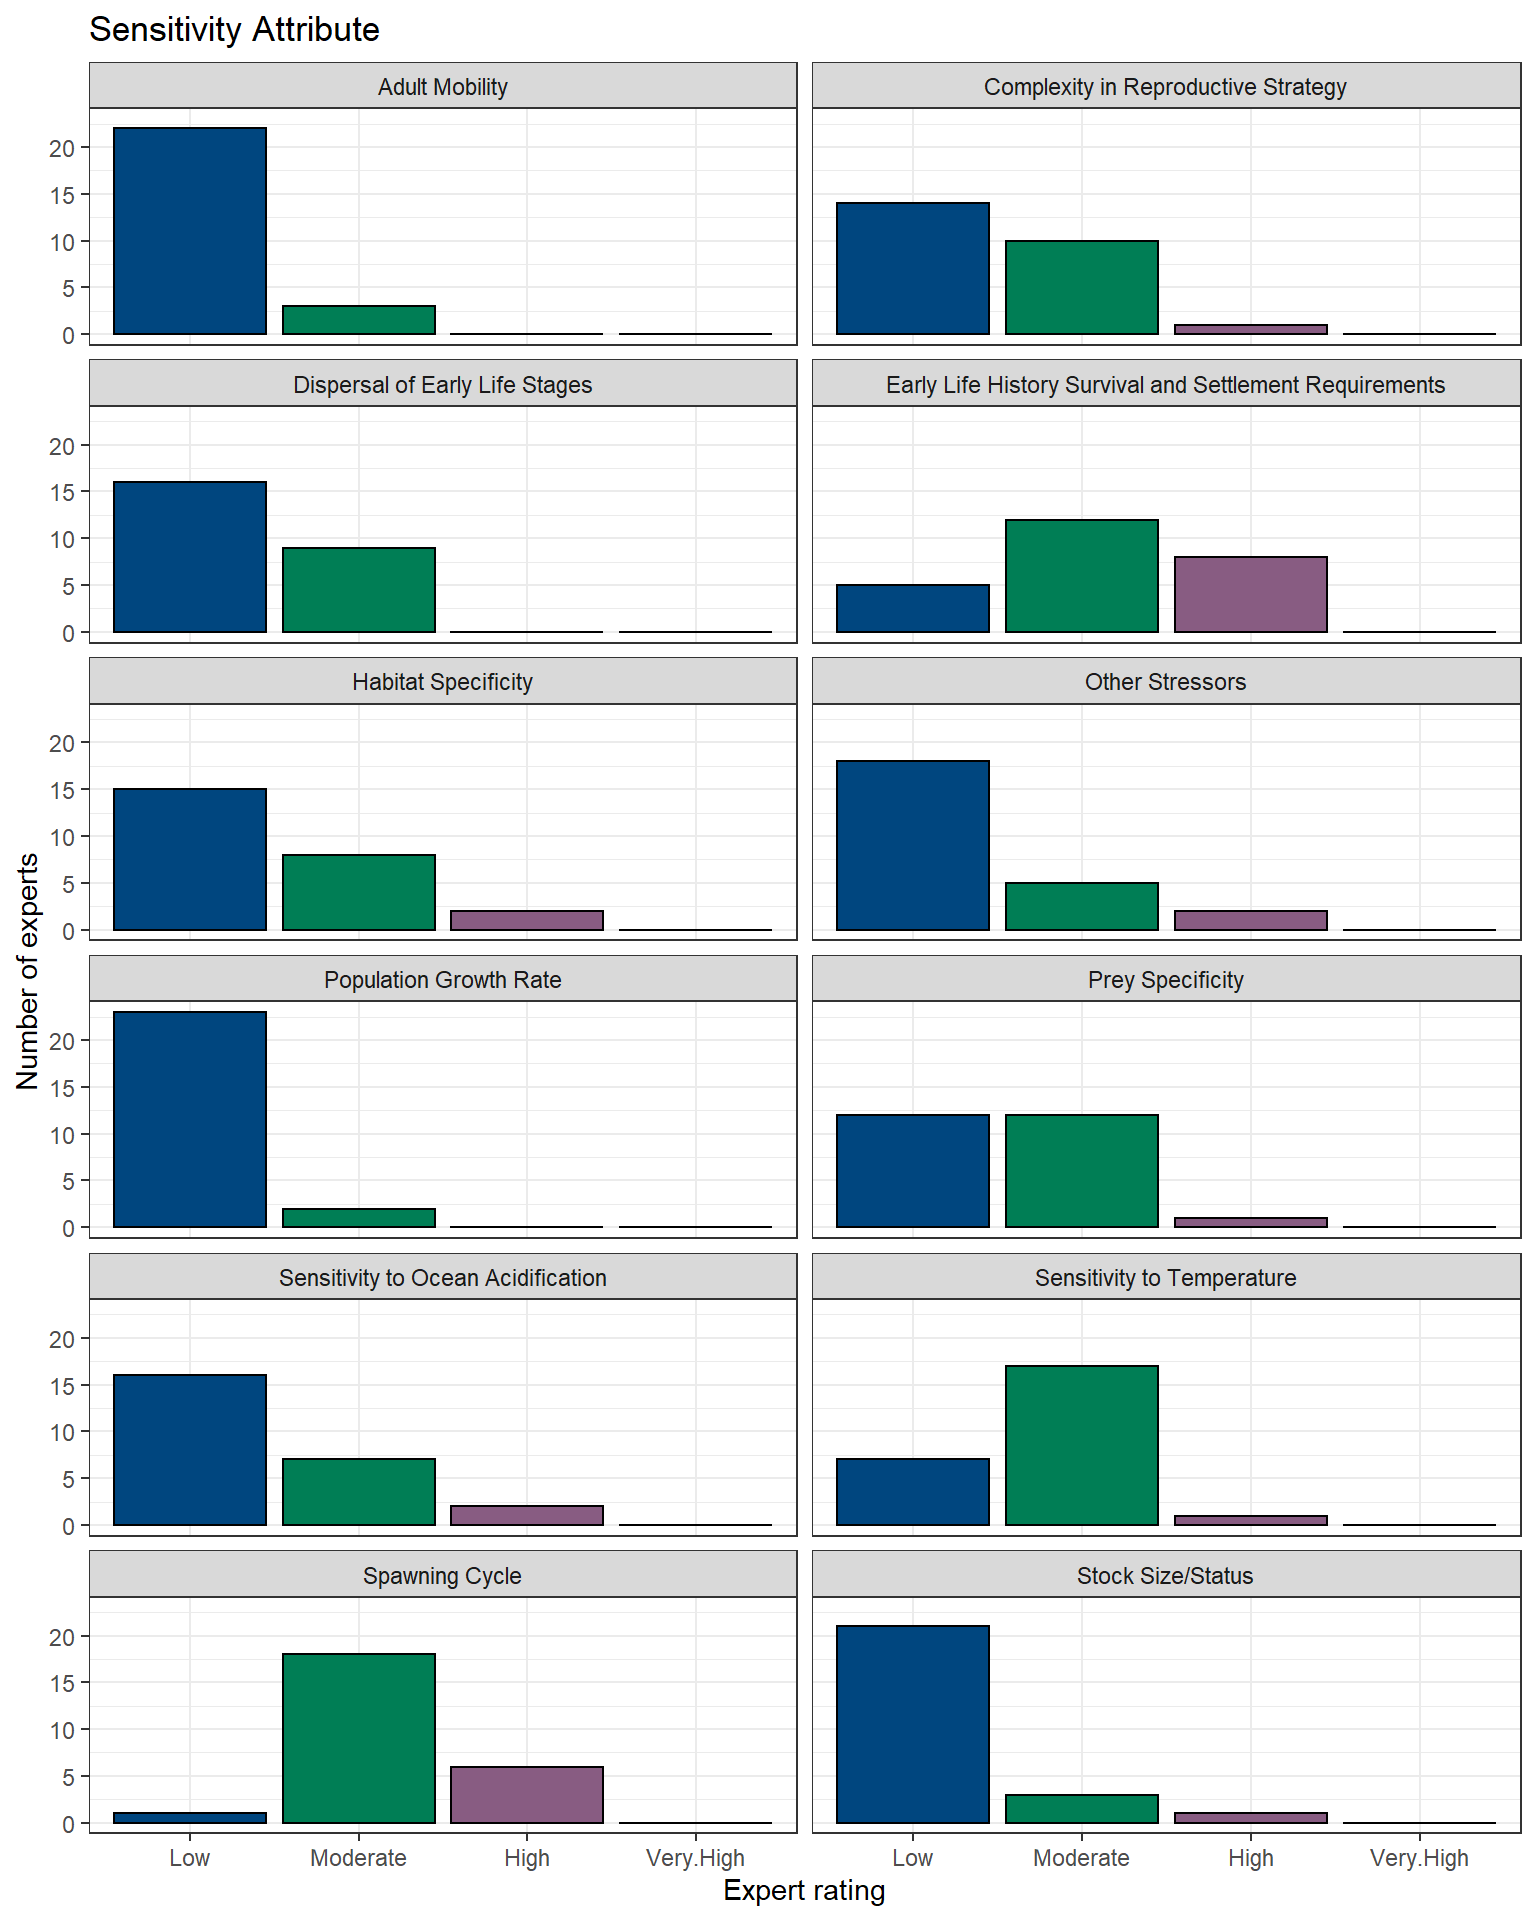 Sensitivity Attribute
Adult Mobility
Complexity in Reproductive Strategy
20
15
10
5
0
Dispersal of Early Life Stages
Early Life History Survival and Settlement Requirements
20
15
10
5
0
Habitat Specificity
Other Stressors
20
15
10
5
0
Number of experts
Population Growth Rate
Prey Specificity
20
15
10
5
0
Sensitivity to Ocean Acidification
Sensitivity to Temperature
20
15
10
5
0
Spawning Cycle
Stock Size/Status
20
15
10
5
0
Low Moderate High Very.High
Low Moderate High Very.High
Expert rating